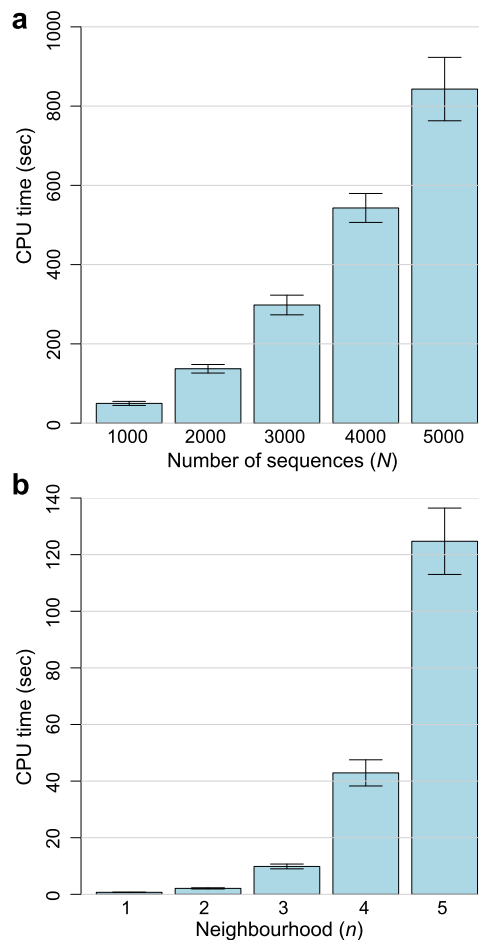 a
CPU time (sec)
1000
800
600
400
200
0
1000 2000 3000 4000 5000
Number of sequences (N)
b
CPU time (sec)
140
120
100
80
60
40
20
0
1 2 3 4 5
Neighbourhood (n)